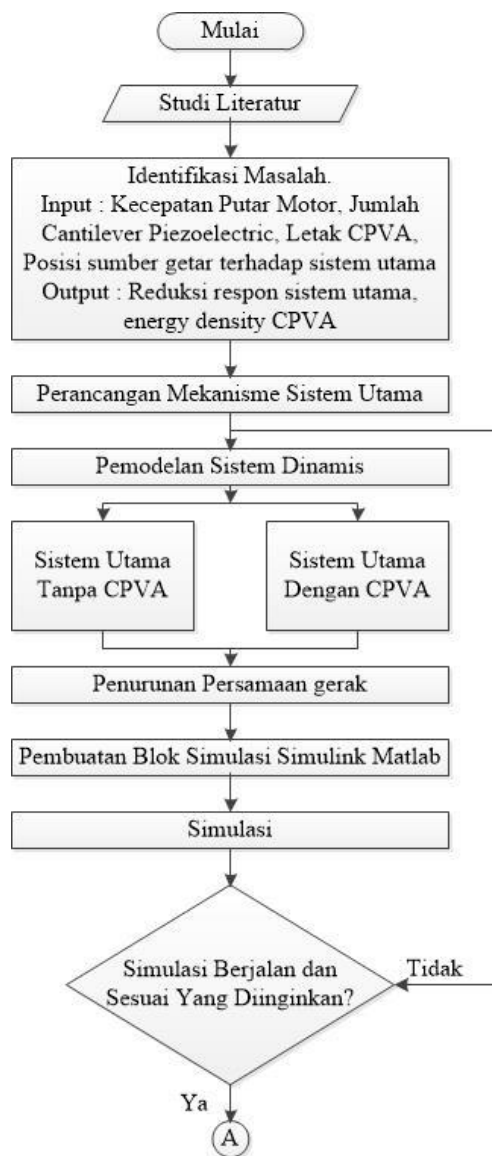 Mulai
Studi Literatur
Identifikasi Masalah.
Input : Kecepatan Putar Motor, Jumlah
Cantilever Piezoelectric, Letak CPVA,
Posisi sumber getar terhadap sistem utama
Output : Reduksi respon sistem utama,
energy density CPVA
Perancangan Mekanisme Sistem Utama
Pemodelan Sistem Dinamis
Sistem Utama
Tanpa CPVA
Sistem Utama
Dengan CPVA
Penurunan Persamaan gerak
Pembuatan Blok Simulasi Simulink Matlab
Simulasi
Simulasi Berjalan dan
Sesuai Yang Diinginkan?
Tidak
Ya
A